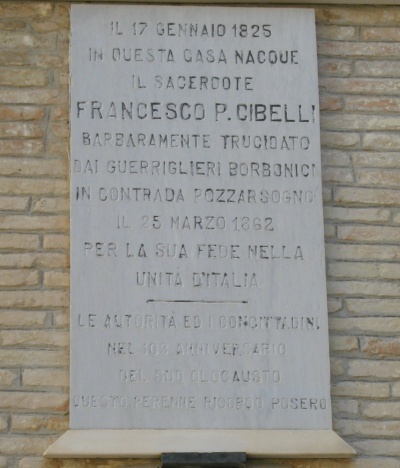 IL 17 GENNAIO 1825
IN QUESTA CASA NACQUE
IL SACERDOTE
FRANCESCO P. CIBELLI
BARBARAMENTE TRUCIDATO
DAI GUERRIGLIERI BORBONICI
IN CONTRADA POZZARSOGNO
IL 25 MARZO 1862
PER LA SUA FEDE NELLA
UNITÀ D'ITALIA
LE AUTORITÀ ED I CONCITTADINI
NEL ANNIVERSARIO
DEL SUO OLOCAUSTO
QUESTO PERENNE RICORDO POSERO